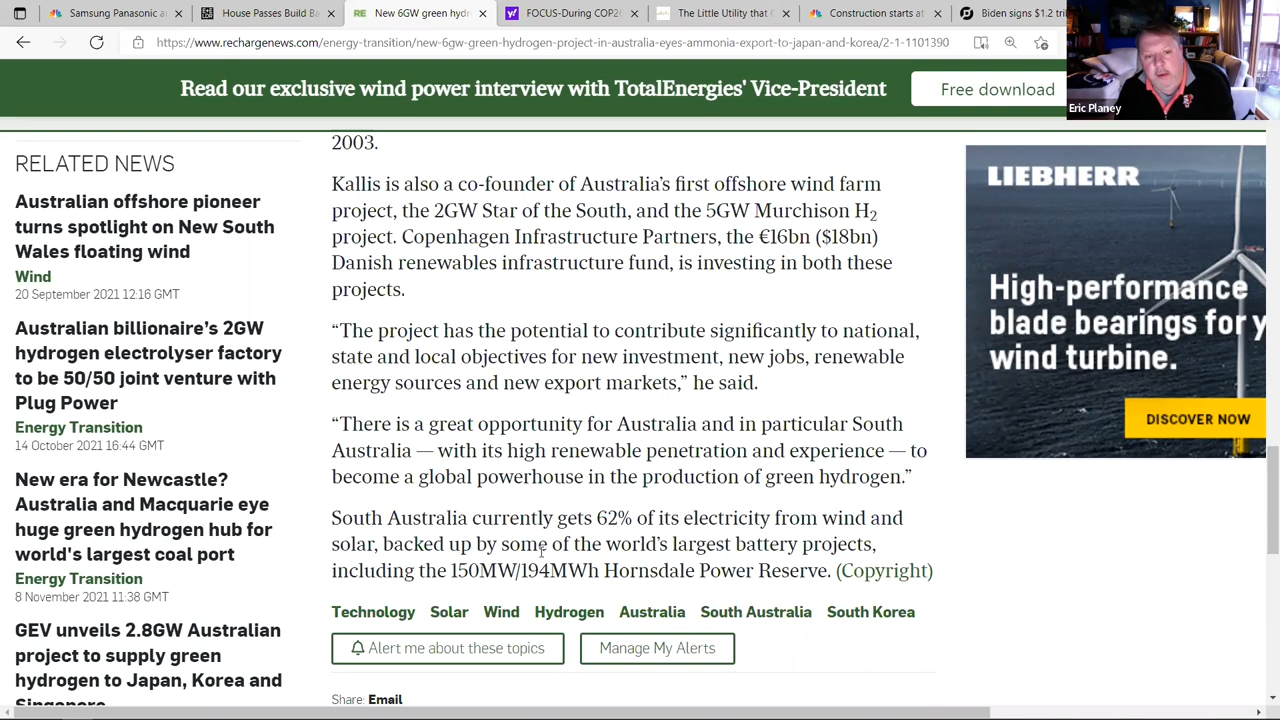 Samsung Panasonic a
House Passes Build Ba
New 6GW green hydr
FOCUS-During COP26
The Little Utility that
Construction starts at
Biden signs $1.2 tri
https://www.rechargenews.com/energy-transition/new-6gw-green-hydrogen-project-in-australia-eyes-ammonia-export-to-japan-and-korea/2-1-1101390
Read our exclusive wind power interview with TotalEnergies' Vice-President
Free download
Eric Planey
RELATED NEWS
Australian offshore pioneer
turns spotlight on New South
Wales floating wind
Wind
20 September 2021 12:16 GMT
Australian billionaire's 2GW
hydrogen electrolyser factory
to be 50/50 joint venture with
Plug Power
Energy Transition
14 October 2021 16:44 GMT
New era for Newcastle?
Australia and Macquarie eye
huge green hydrogen hub for
world's largest coal port
Energy Transition
8 November 2021 11:38 GMT
GEV unveils 2.8GW Australian
project to supply green
hydrogen to Japan, Korea and
Singapore
2003.
Kallis is also a co-founder of Australia's first offshore wind farm
project, the 2GW Star of the South, and the 5GW Murchison H2
project. Copenhagen Infrastructure Partners, the €16bn ($18bn)
Danish renewables infrastructure fund, is investing in both these
projects.
“The project has the potential to contribute significantly to national,
state and local objectives for new investment, new jobs, renewable
energy sources and new export markets,” he said.
“There is a great opportunity for Australia and in particular South
Australia — with its high renewable penetration and experience — to
become a global powerhouse in the production of green hydrogen.”
South Australia currently gets 62% of its electricity from wind and
solar, backed up by some of the world's largest battery projects,
including the 150MW/194MWh Hornsdale Power Reserve. (Copyright)
Technology Solar Wind Hydrogen Australia South Australia South Korea
Alert me about these topics
Manage My Alerts
Share: Email
LIEBHERR
High-performance
blade bearings for y
wind turbine.
DISCOVER NOW